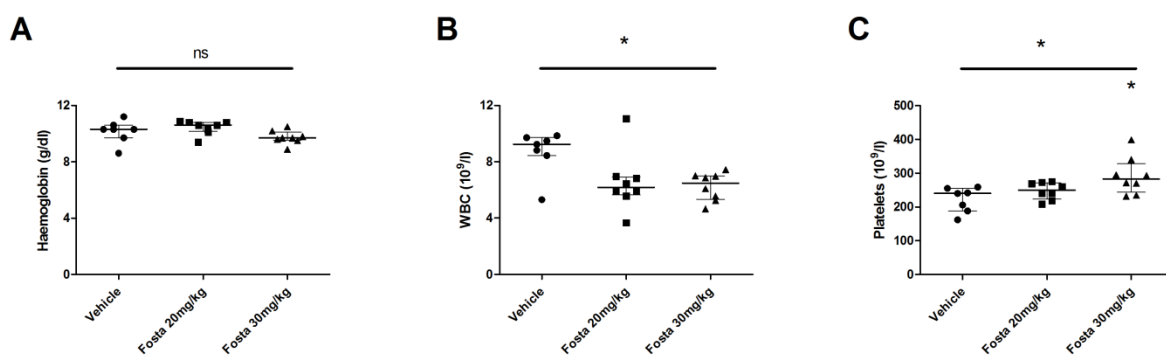 A
ns
Haemoglobin (g/dl)
12
8
4
0
Vehicle
Fosta 20mg/kg
Fosta 30mg/kg
B
*
WBC (10⁹/l)
12
8
4
0
Vehicle
Fosta 20mg/kg
Fosta 30mg/kg
C
*
*
Platelets (10⁹/l)
500
400
300
200
100
0
Vehicle
Fosta 20mg/kg
Fosta 30mg/kg